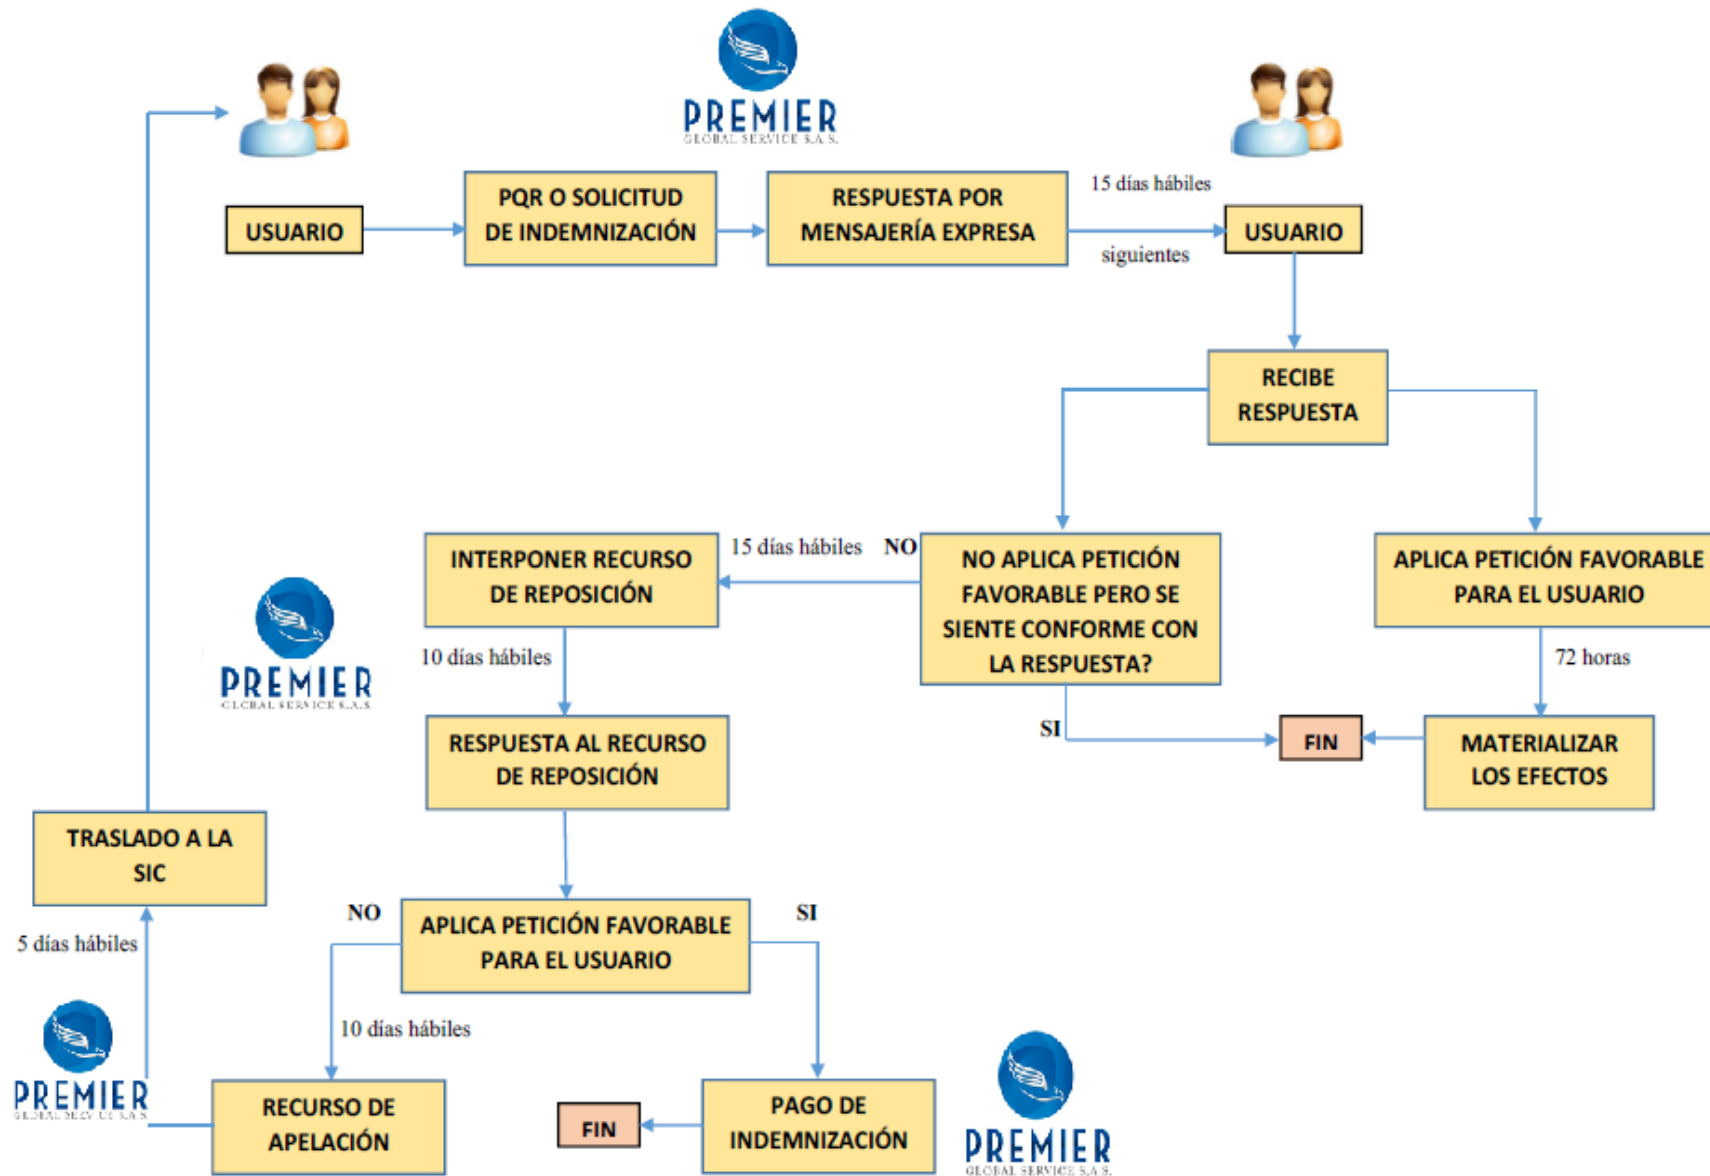 PREMIER
GLOBAL SERVICE S.A.S.
USUARIO
PQR O SOLICITUD
DE INDEMNIZACIÓN
RESPUESTA POR
MENSAJERÍA EXPRESA
15 días hábiles
siguientes
USUARIO
RECIBE
RESPUESTA
INTERPONER RECURSO
DE REPOSICIÓN
15 días hábiles
NO
NO APLICA PETICIÓN
FAVORABLE PERO SE
SIENTE CONFORME CON
LA RESPUESTA?
APLICA PETICIÓN FAVORABLE
PARA EL USUARIO
PREMIER
GLOBAL SERVICE S.A.S.
10 días hábiles
72 horas
RESPUESTA AL RECURSO
DE REPOSICIÓN
SI
FIN
MATERIALIZAR
LOS EFECTOS
TRASLADO A LA
SIC
5 días hábiles
NO
APLICA PETICIÓN FAVORABLE
PARA EL USUARIO
SI
10 días hábiles
PREMIER
GLOBAL SERVICE S.A.S.
RECURSO DE
APELACIÓN
FIN
PAGO DE
INDEMNIZACIÓN
PREMIER
GLOBAL SERVICE S.A.S.